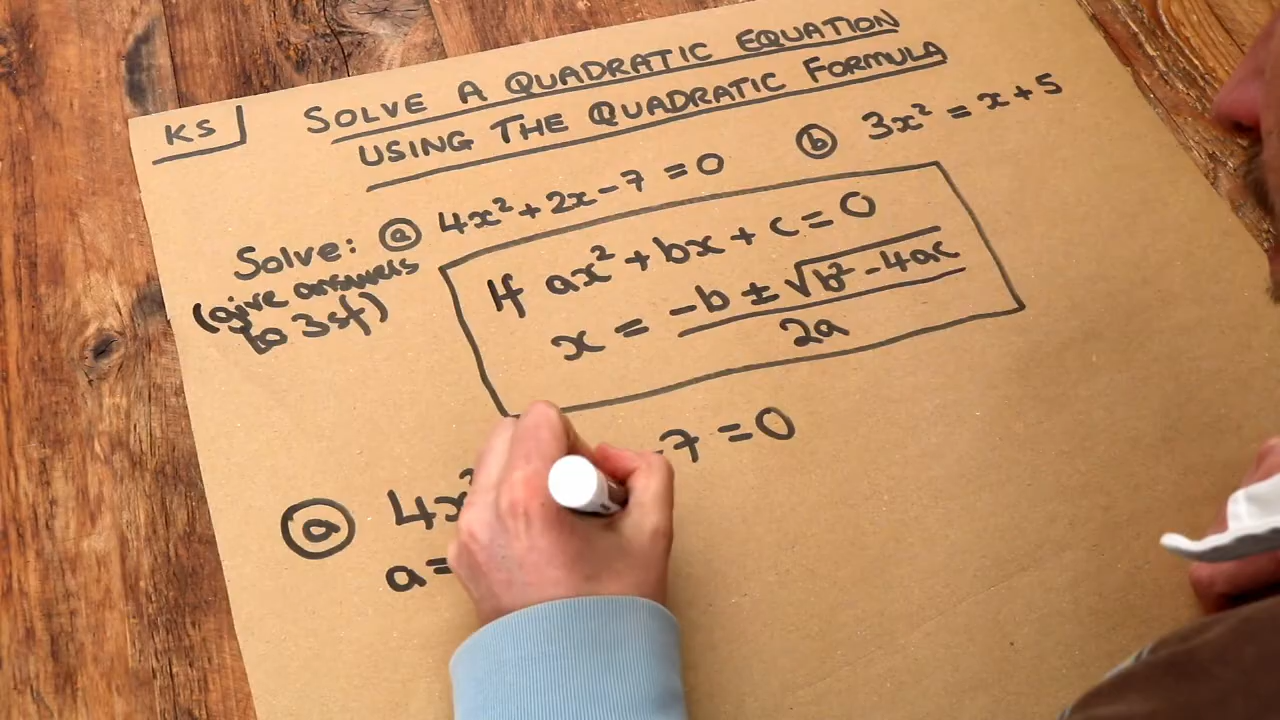 KS
SOLVE A QUADRATIC EQUATION
USING THE QUADRATIC FORMULA
Solve: (a) 4x² + 2x - 7 = 0 (b) 3x² = x + 5
(give answers
to 3sf)
If ax² + bx + c = 0
x = -b ± √b² - 4ac
2a
(a) 4x² -7 = 0
a =